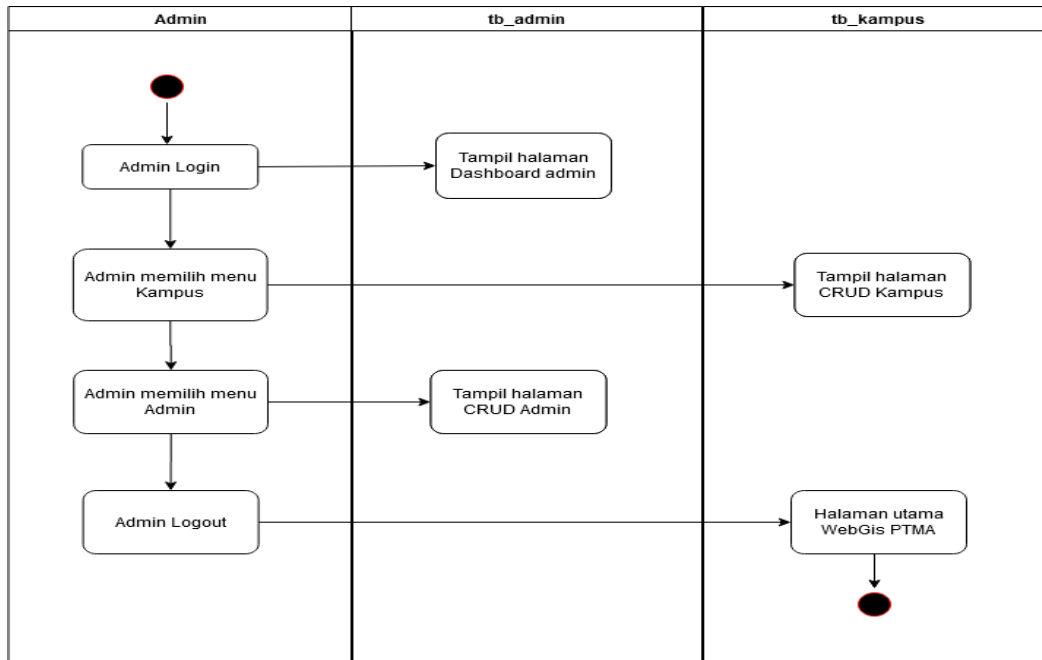 Admin
tb_admin
tb_kampus
Admin Login
Tampil halaman
Dashboard admin
Admin memilih menu
Kampus
Tampil halaman
CRUD Kampus
Admin memilih menu
Admin
Tampil halaman
CRUD Admin
Admin Logout
Halaman utama
WebGis PTMA